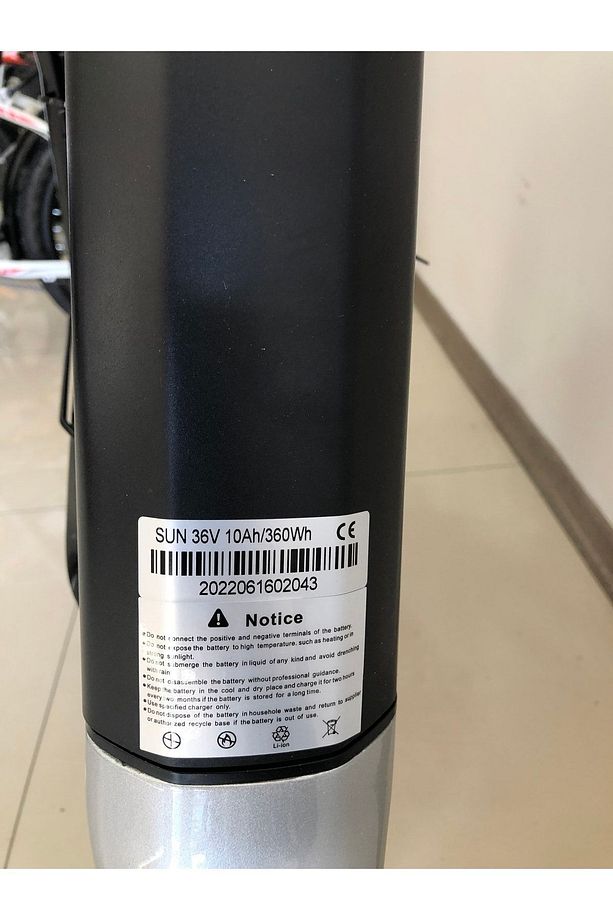 SUN 36V 10Ah/360Wh CE
2022061602043
Notice
Do not connect the positive and negative terminals of the battery.
Do not expose the battery to high temperature, such as heating or in
strong sunlight.
Do not submerge the battery in liquid of any kind and avoid drenching
with rain
Do not disassemble the battery without professional guidance.
Keep the battery in the cool and dry place and charge it for two hours
every two months if the battery is stored for a long time.
Use specified charger only.
Do not dispose of the battery in household waste and return to supplier
or authorized recycle base if the battery is out of use.
Li-ion